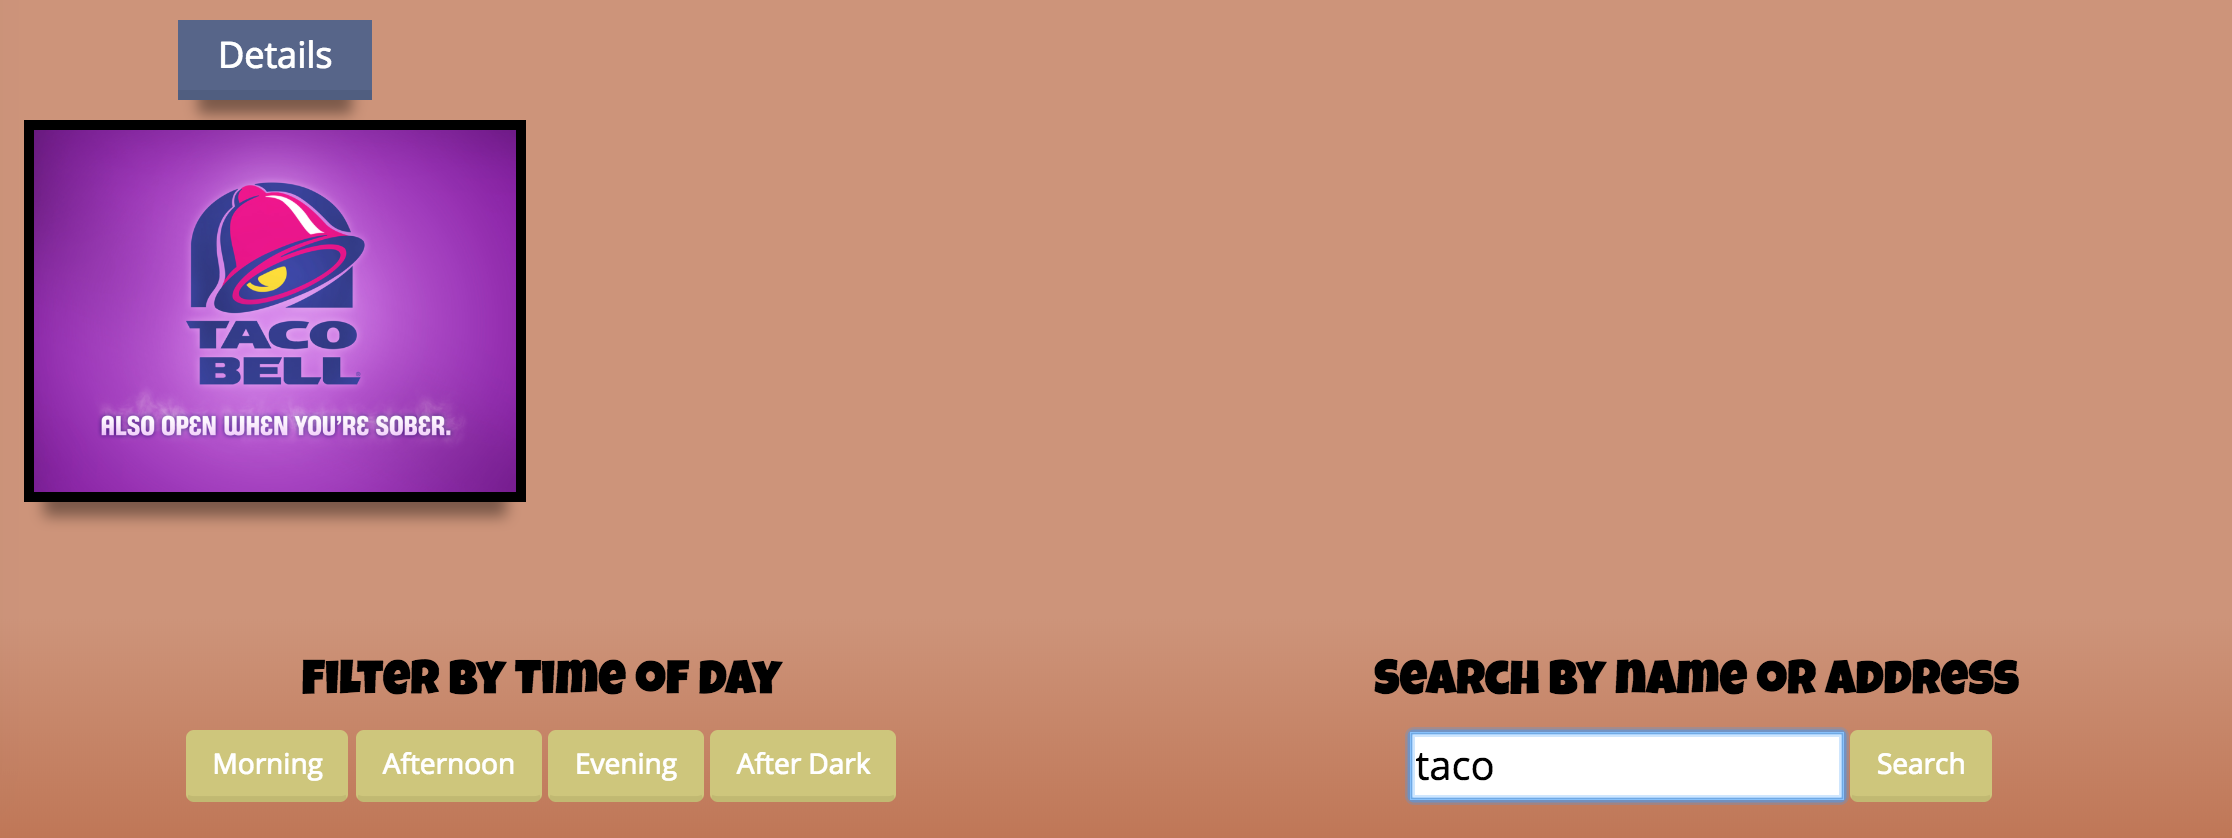 Details
TACO
BELL
ALSO OPEN WHEN YOU'RE SOBER.
FILTER BY TIME OF DAY
SEARCH BY NAME OR ADDRESS
Morning
Afternoon
Evening
After Dark
taco
Search